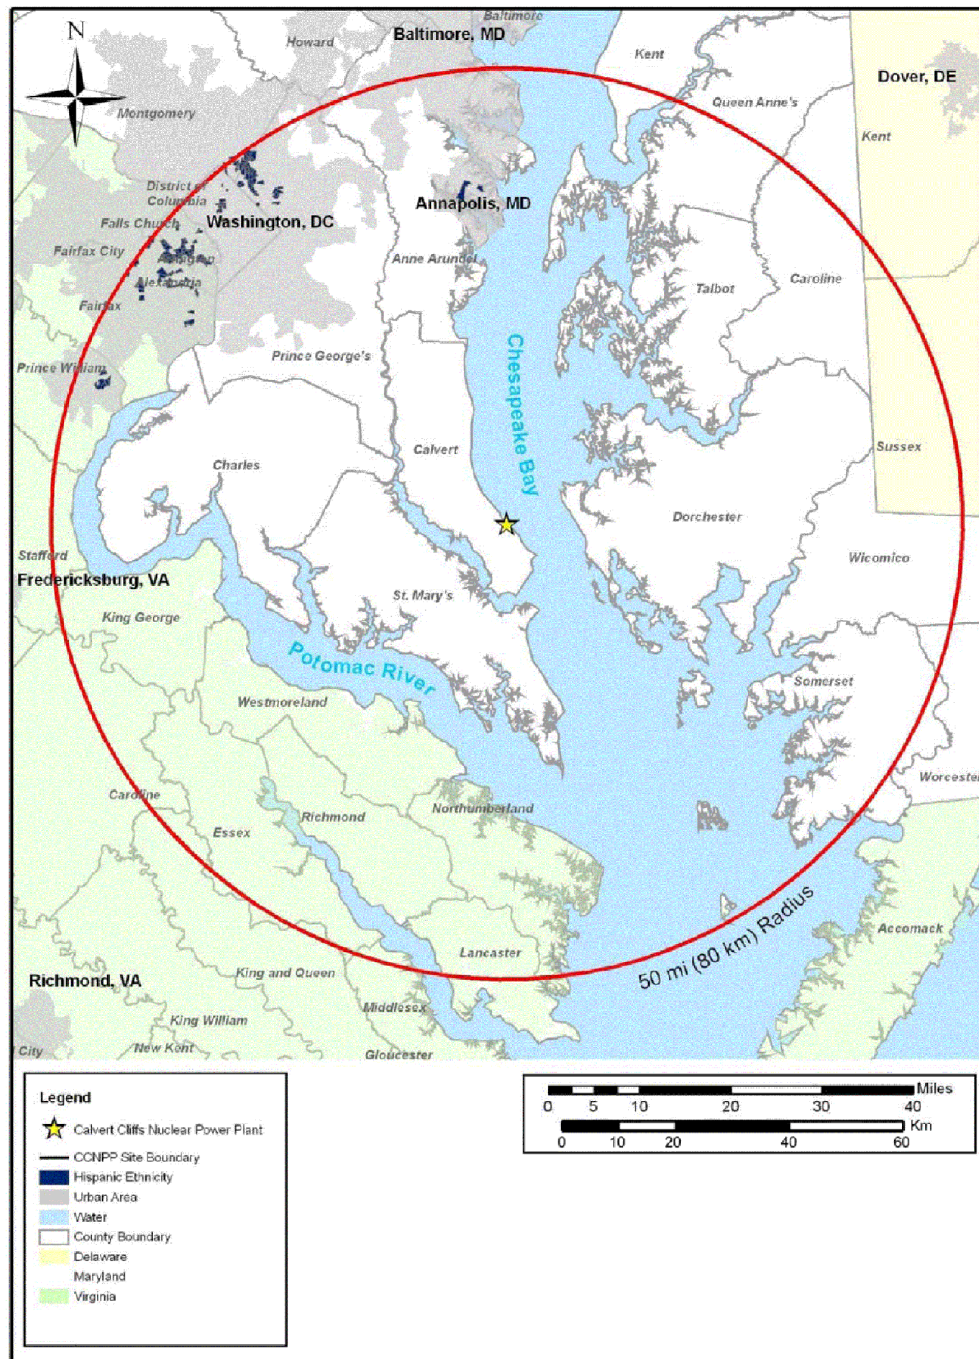 Baltimore
Baltimore, MD
N
Howard
Kent
Dover, DE
Queen Anne's
Montgomery
Kent
District of
Columbia
Annapolis, MD
Washington, DC
Falls Church
Fairfax City
Anne Arundel
Caroline
Alexandria
Talbot
Fairfax
Prince George's
Prince William
Chesapeake Bay
Sussex
Calvert
Charles
Dorchester
Stafford
Wicomico
Fredericksburg, VA
St. Mary's
King George
Potomac River
Somerset
Westmoreland
Worcester
Caroline
Northumberland
Richmond
Essex
50 mi (80 km) Radius
Accomack
Lancaster
King and Queen
Richmond, VA
Middlesex
King William
New Kent
City
Gloucester
Legend
Calvert Cliffs Nuclear Power Plant
CCNPP Site Boundary
Hispanic Ethnicity
Urban Area
Water
County Boundary
Delaware
Maryland
Virginia
Miles
0 5 10 20 30 40
Km
0 10 20 40 60